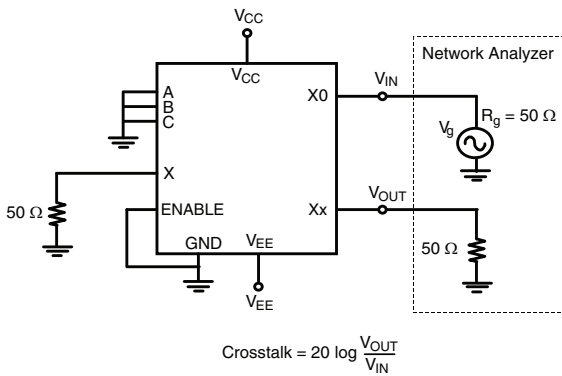 VCC
VCC
Network Analyzer
A
B
C
X0
VIN
Vg
Rg = 50 Ω
X
50 Ω
ENABLE
Xx
VOUT
GND
VEE
50 Ω
VEE
Crosstalk = 20 log VOUT
VIN